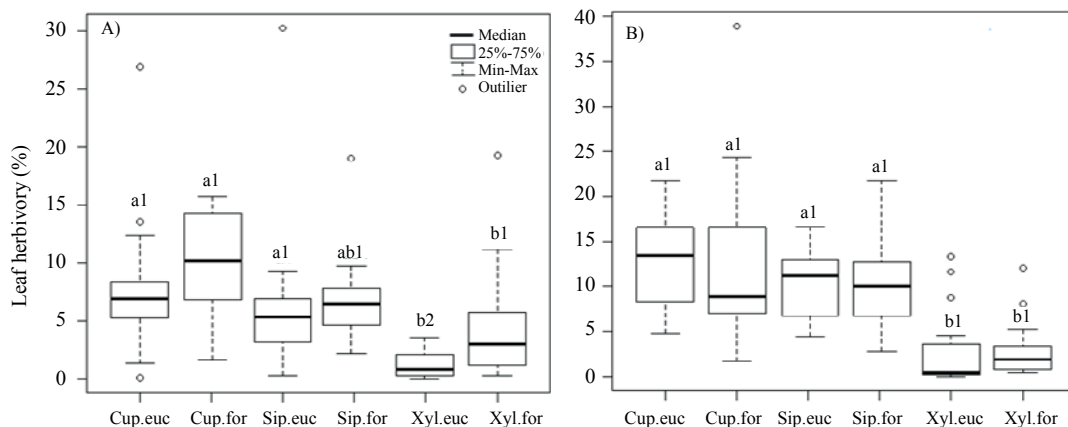 Leaf herbivory (%)
A)
30
25
20
15
10
5
0
Median
25%-75%
Min-Max
Outilier
a1
a1
a1
ab1
b2
b1
Cup.euc
Cup.for
Sip.euc
Sip.for
Xyl.euc
Xyl.for
B)
40
35
30
25
20
15
10
5
0
a1
a1
a1
a1
b1
b1
Cup.euc
Cup.for
Sip.euc
Sip.for
Xyl.euc
Xyl.for